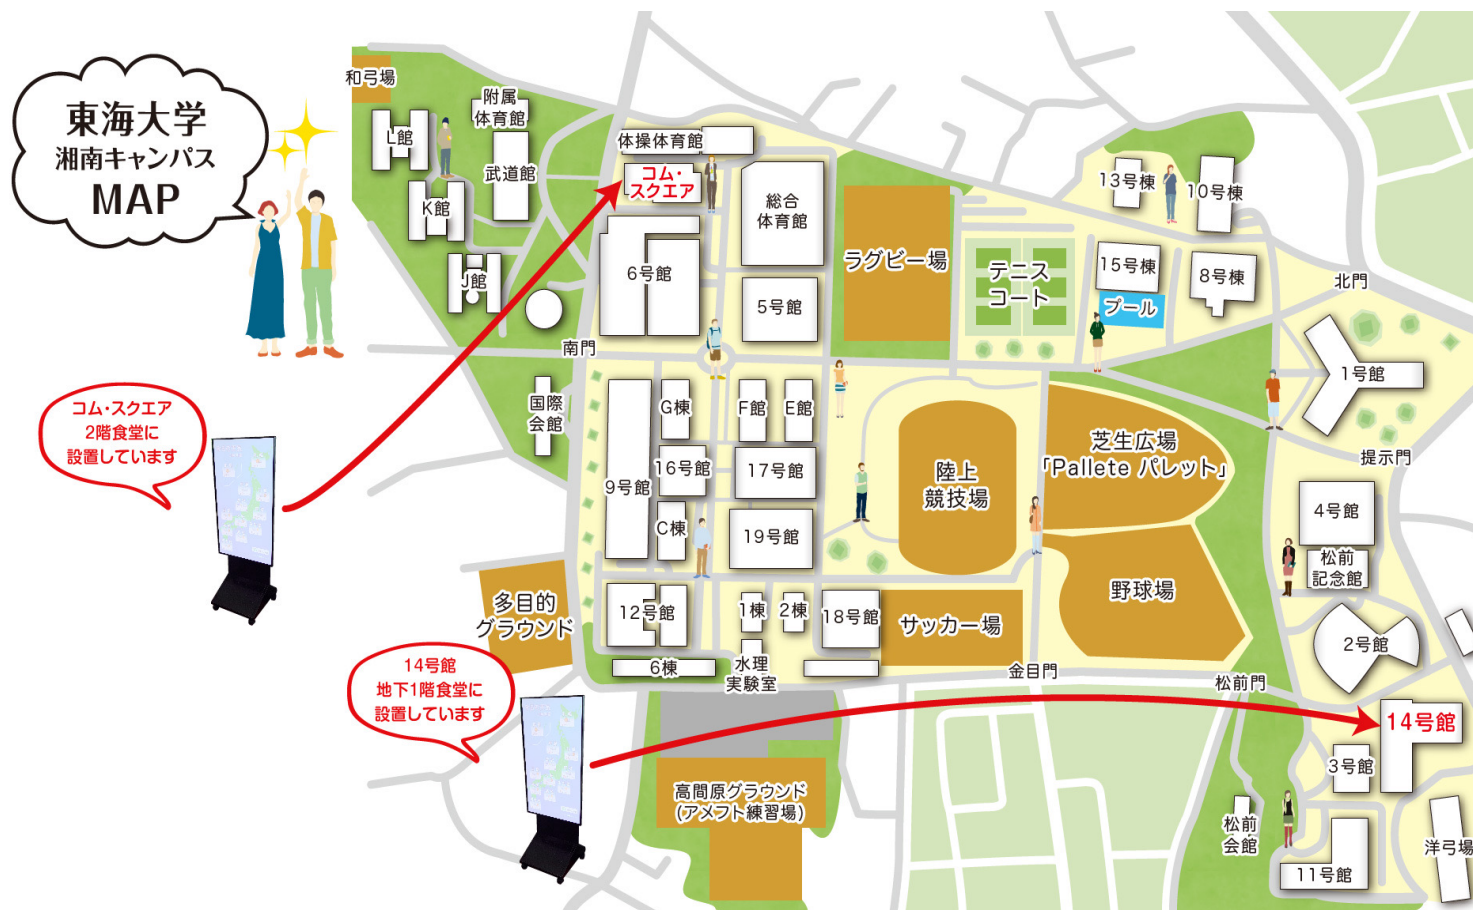 東海大学
湘南キャンパス
MAP
和弓場
L館
附属
体育館
武道館
K館
J館
体操体育館
コム・
スクエア
総合
体育館
6号館
5号館
ラグビー場
テニス
コート
13号棟
10号棟
15号棟
プール
8号棟
北門
南門
1号館
コム・スクエア
2階食堂に
設置しています
国際
会館
9号館
G棟
F館
E館
16号館
17号館
C棟
19号館
陸上
競技場
芝生広場
「Pallete パレット」
提示門
4号館
松前
記念館
多目的
グラウンド
12号館
1棟
2棟
18号館
サッカー場
野球場
2号館
6棟
水理
実験室
金目門
松前門
14号館
地下1階食堂に
設置しています
14号館
3号館
高間原グラウンド
(アメフト練習場)
松前
会館
11号館
洋弓場